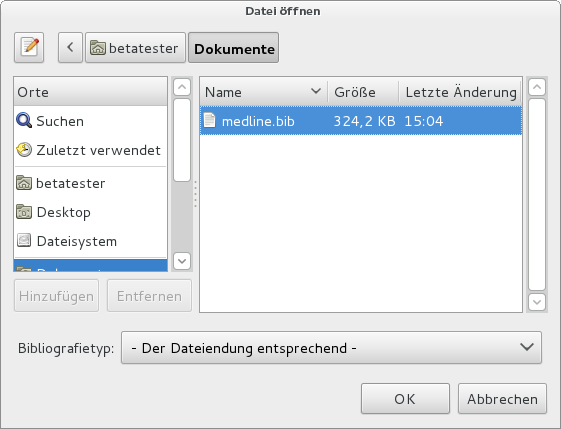 Datei öffnen
betatester
Dokumente
Orte
Name Größe Letzte Änderung
Suchen
medline.bib 324,2 KB 15:04
Zuletzt verwendet
betatester
Desktop
Dateisystem
Hinzufügen Entfernen
Bibliografietyp: - Der Dateiendung entsprechend -
OK Abbrechen